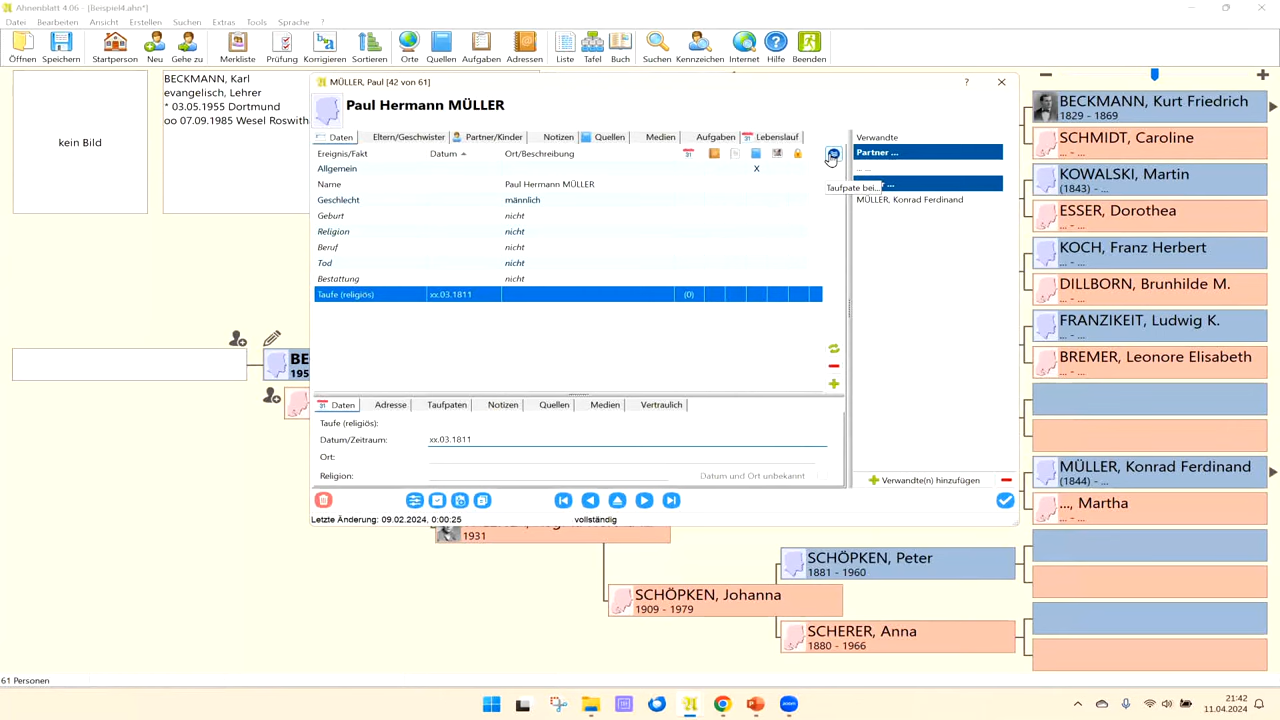 Ahnenblatt 4.06 - [Beispiel4.ahn*]
Datei Bearbeiten Ansicht Erstellen Suchen Extras Tools Sprache ?
Öffnen Speichern Startperson Neu Gehe zu Merkliste Prüfung Korrigieren Sortieren Orte Quellen Aufgaben Adressen Liste Tafel Buch Suchen Kennzeichen Internet Hilfe Beenden
kein Bild
BECKMANN, Karl
evangelisch, Lehrer
* 03.05.1955 Dortmund
oo 07.09.1985 Wesel Roswith
MÜLLER, Paul [42 von 61]
?
Paul Hermann MÜLLER
Daten Eltern/Geschwister Partner/Kinder Notizen Quellen Medien Aufgaben Lebenslauf
Ereignis/Fakt Datum Ort/Beschreibung
Allgemein X
Name Paul Hermann MÜLLER
Geschlecht männlich
Geburt nicht
Religion nicht
Beruf nicht
Tod nicht
Bestattung nicht
Taufe (religiös) xx.03.1811 (0)
Taufpate bei...
Verwandte
Partner ...
... ...
r ...
MÜLLER, Konrad Ferdinand
Daten Adresse Taufpaten Notizen Quellen Medien Vertraulich
Taufe (religiös):
Datum/Zeitraum: xx.03.1811
Ort:
Religion: Datum und Ort unbekannt
Verwandte(n) hinzufügen
Letzte Änderung: 09.02.2024, 0:00:25 vollständig
BE
195
1931
SCHÖPKEN, Johanna
1909 - 1979
SCHÖPKEN, Peter
1881 - 1960
SCHERER, Anna
1880 - 1966
BECKMANN, Kurt Friedrich
1829 - 1869
SCHMIDT, Caroline
... - ...
KOWALSKI, Martin
(1843) - ...
ESSER, Dorothea
... - ...
KOCH, Franz Herbert
... - ...
DILLBORN, Brunhilde M.
... - ...
FRANZIKEIT, Ludwig K.
... - ...
BREMER, Leonore Elisabeth
... - ...
MÜLLER, Konrad Ferdinand
(1844) - ...
..., Martha
... - ...
61 Personen
21:42
11.04.2024